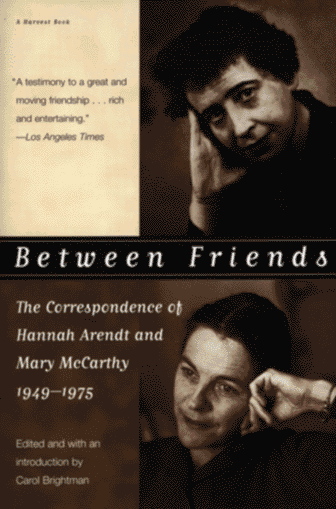 A Harvest Book
"A testimony to a great and
moving friendship . . . rich
and entertaining."
—Los Angeles Times
Between Friends
The Correspondence of
Hannah Arendt and
Mary McCarthy
1949—1975
Edited and with an
introduction by
Carol Brightman